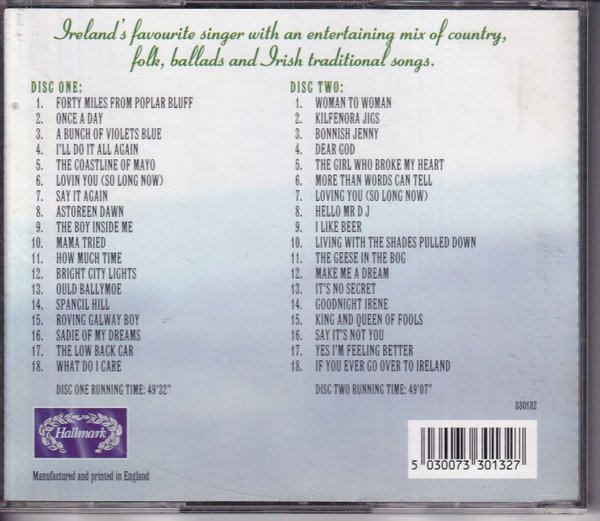 Ireland's favourite singer with an entertaining mix of country,
folk, ballads and Irish traditional songs.
DISC ONE:
1. FORTY MILES FROM POPLAR BLUFF
2. ONCE A DAY
3. A BUNCH OF VIOLETS BLUE
4. I'LL DO IT ALL AGAIN
5. THE COASTLINE OF MAYO
6. LOVIN YOU (SO LONG NOW)
7. SAY IT AGAIN
8. ASTOREEN DAWN
9. THE BOY INSIDE ME
10. MAMA TRIED
11. HOW MUCH TIME
12. BRIGHT CITY LIGHTS
13. OULD BALLYMOE
14. SPANCIL HILL
15. ROVING GALWAY BOY
16. SADIE OF MY DREAMS
17. THE LOW BACK CAR
18. WHAT DO I CARE
DISC ONE RUNNING TIME: 49'32"
DISC TWO:
1. WOMAN TO WOMAN
2. KILFENORA JIGS
3. BONNISH JENNY
4. DEAR GOD
5. THE GIRL WHO BROKE MY HEART
6. MORE THAN WORDS CAN TELL
7. LOVING YOU (SO LONG NOW)
8. HELLO MR D J
9. I LIKE BEER
10. LIVING WITH THE SHADES PULLED DOWN
11. THE GEESE IN THE BOG
12. MAKE ME A DREAM
13. IT'S NO SECRET
14. GOODNIGHT IRENE
15. KING AND QUEEN OF FOOLS
16. SAY IT'S NOT YOU
17. YES I'M FEELING BETTER
18. IF YOU EVER GO OVER TO IRELAND
DISC TWO RUNNING TIME: 49'07"
330132
Hallmark
5 030073 301327
Manufactured and printed in England